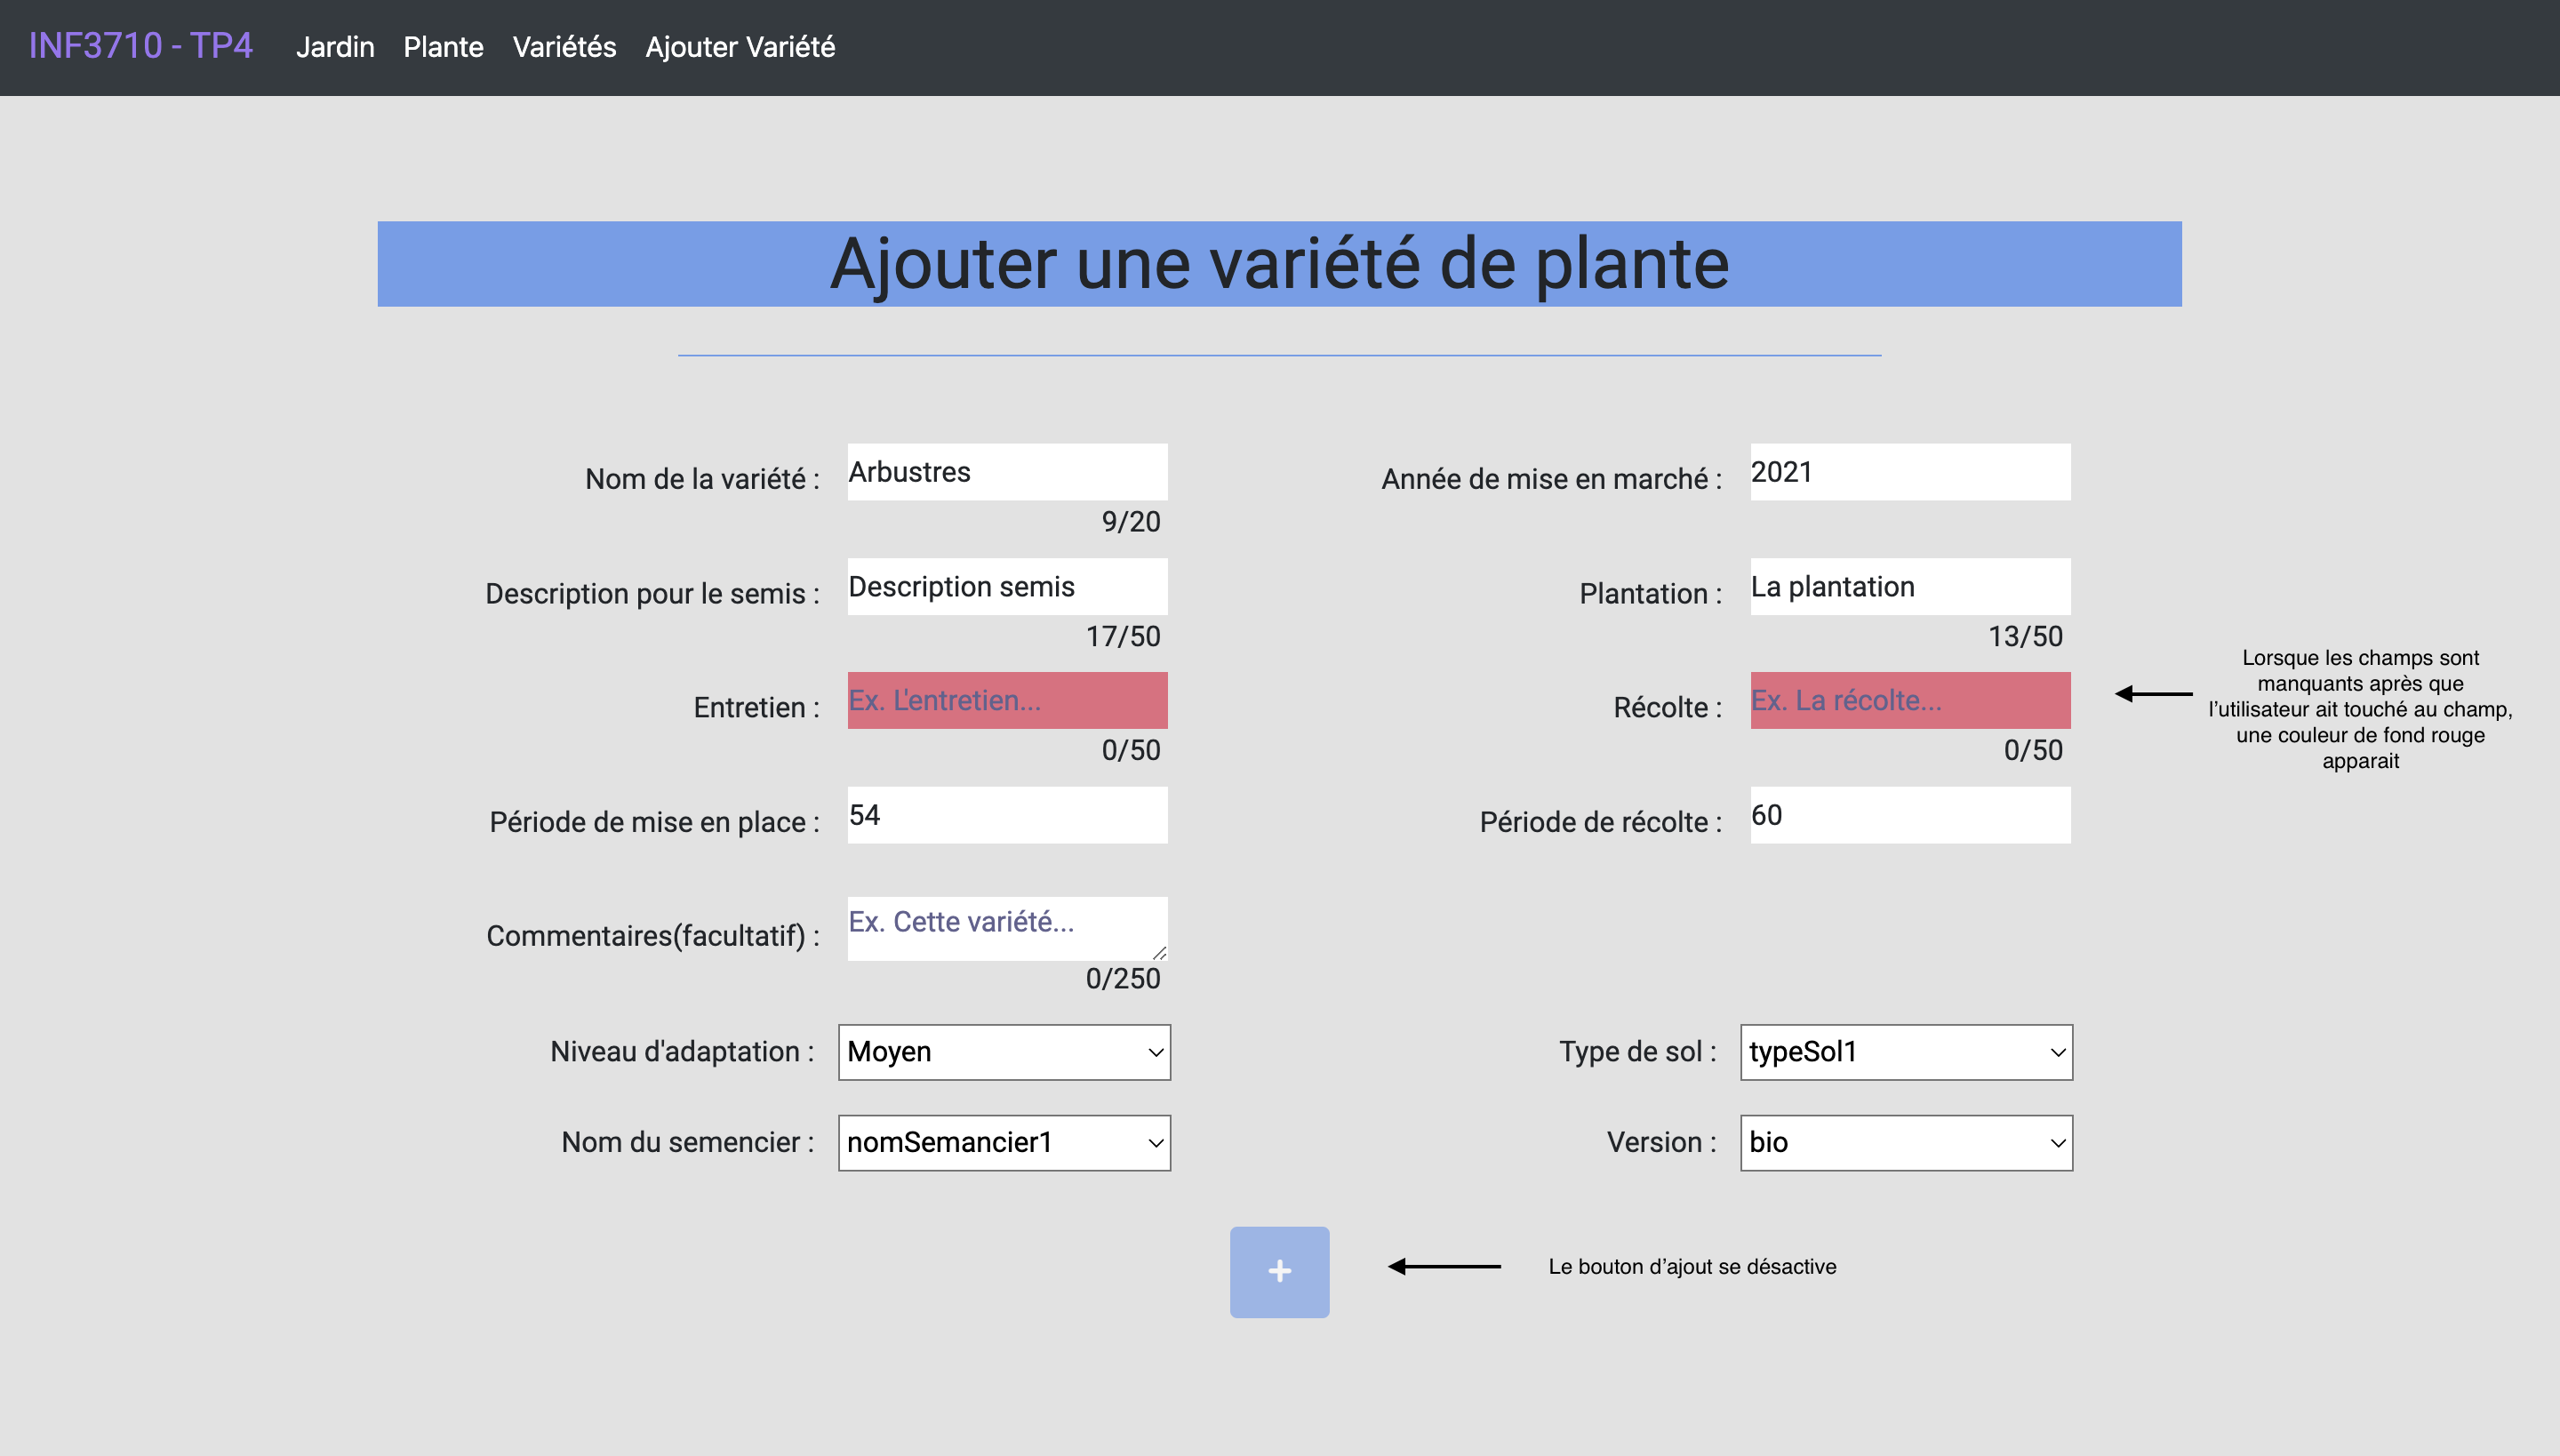 INF3710 - TP4 Jardin Plante Variétés Ajouter Variété
Ajouter une variété de plante
Nom de la variété : Arbustres
9/20
Année de mise en marché : 2021
Description pour le semis : Description semis
17/50
Plantation : La plantation
13/50
Entretien : Ex. L'entretien...
0/50
Récolte : Ex. La récolte...
0/50
Lorsque les champs sont
manquants après que
l’utilisateur ait touché au champ,
une couleur de fond rouge
apparait
Période de mise en place : 54
Période de récolte : 60
Commentaires(facultatif) : Ex. Cette variété...
0/250
Niveau d'adaptation : Moyen
Type de sol : typeSol1
Nom du semencier : nomSemancier1
Version : bio
+
Le bouton d’ajout se désactive